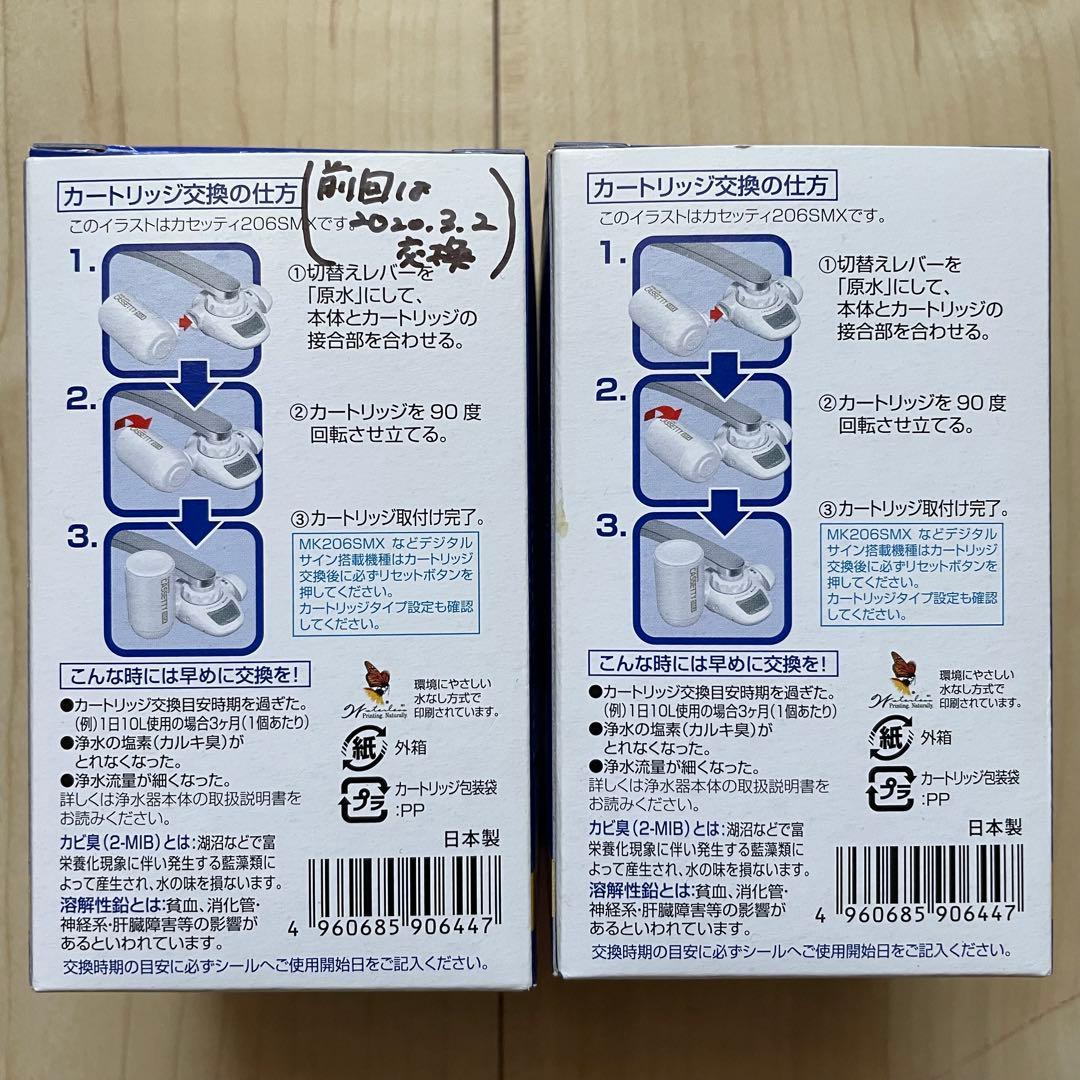 カートリッジ交換の仕方
(前回は
2020.3.2
交換)
このイラストはカセッティ206SMXです。
1.
①切替えレバーを
「原水」にして、
本体とカートリッジの
接合部を合わせる。
CASSETTY
2.
②カートリッジを90度
回転させ立てる。
CASSETTY
3.
③カートリッジ取付け完了。
CASSETTY
MK206SMX などデジタル
サイン搭載機種はカートリッジ
交換後に必ずリセットボタンを
押してください。
カートリッジタイプ設定も確認
してください。
こんな時には早めに交換を!
●カートリッジ交換目安時期を過ぎた。
(例)1日10L使用の場合3ヶ月(1個あたり)
●浄水の塩素(カルキ臭)が
とれなくなった。
●浄水流量が細くなった。
詳しくは浄水器本体の取扱説明書を
お読みください。
Waterless
Printing. Naturally.
環境にやさしい
水なし方式で
印刷されています。
紙
外箱
プラ
カートリッジ包装袋
:PP
カビ臭(2-MIB)とは:湖沼などで富
栄養化現象に伴い発生する藍藻類に
よって産生され、水の味を損ないます。
溶解性鉛とは:貧血、消化管・
神経系・肝臓障害等の影響が
あるといわれています。
日本製
4 960685 906447
交換時期の目安に必ずシールへご使用開始日をご記入ください。
カートリッジ交換の仕方
このイラストはカセッティ206SMXです。
1.
①切替えレバーを
「原水」にして、
本体とカートリッジの
接合部を合わせる。
CASSETTY
2.
②カートリッジを90度
回転させ立てる。
CASSETTY
3.
③カートリッジ取付け完了。
CASSETTY
MK206SMX などデジタル
サイン搭載機種はカートリッジ
交換後に必ずリセットボタンを
押してください。
カートリッジタイプ設定も確認
してください。
こんな時には早めに交換を!
●カートリッジ交換目安時期を過ぎた。
(例)1日10L使用の場合3ヶ月(1個あたり)
●浄水の塩素(カルキ臭)が
とれなくなった。
●浄水流量が細くなった。
詳しくは浄水器本体の取扱説明書を
お読みください。
Waterless
Printing. Naturally.
環境にやさしい
水なし方式で
印刷されています。
紙
外箱
プラ
カートリッジ包装袋
:PP
カビ臭(2-MIB)とは:湖沼などで富
栄養化現象に伴い発生する藍藻類に
よって産生され、水の味を損ないます。
溶解性鉛とは:貧血、消化管・
神経系・肝臓障害等の影響が
あるといわれています。
日本製
4 960685 906447
交換時期の目安に必ずシールへご使用開始日をご記入ください。